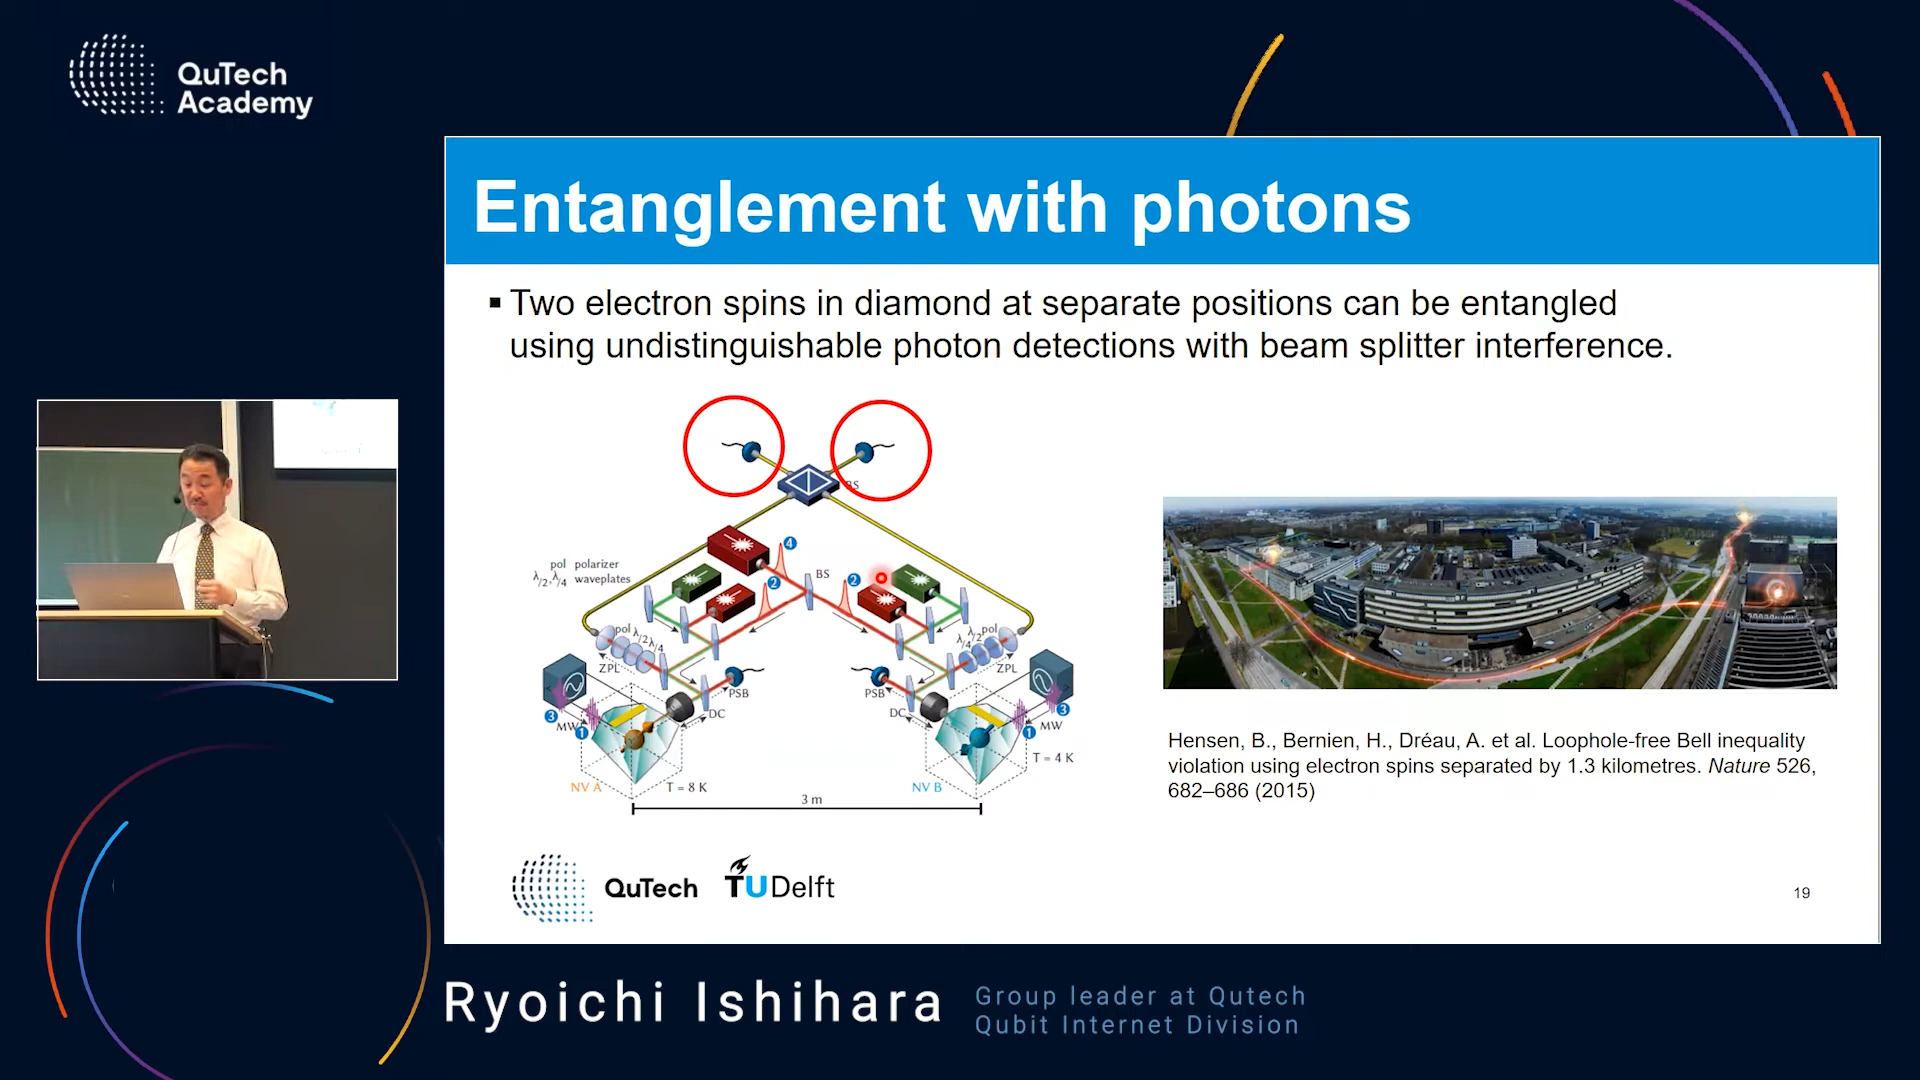 QuTech
Academy
Entanglement with photons
▪ Two electron spins in diamond at separate positions can be entangled
using undistinguishable photon detections with beam splitter interference.
BS
4
pol polarizer
λ/2, λ/4 waveplates
2
BS
2
pol λ/2 λ/4
λ/4 λ/2 pol
ZPL
ZPL
PSB
PSB
3
MW
1
DC
DC
1
MW
3
T = 4 K
NV A
T = 8 K
NV B
3 m
Hensen, B., Bernien, H., Dréau, A. et al. Loophole-free Bell inequality
violation using electron spins separated by 1.3 kilometres. Nature 526,
682–686 (2015)
QuTech
TUDelft
19
Ryoichi Ishihara
Group leader at Qutech
Qubit Internet Division